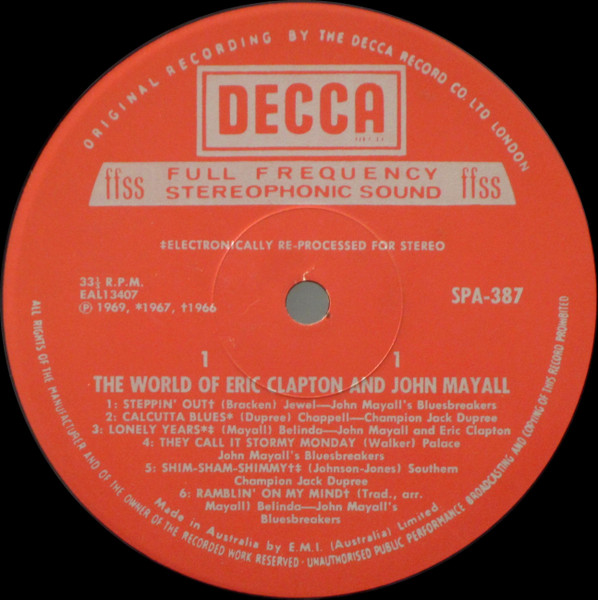 ORIGINAL RECORDING BY THE DECCA RECORD CO. LTD LONDON
DECCA
ffss FULL FREQUENCY ffss
STEREOPHONIC SOUND
‡ELECTRONICALLY RE-PROCESSED FOR STEREO
33⅓ R.P.M.
EAL13407
℗ 1969, *1967, †1966
SPA-387
1 1
THE WORLD OF ERIC CLAPTON AND JOHN MAYALL
1: STEPPIN' OUT† (Bracken) Jewel—John Mayall's Bluesbreakers
2: CALCUTTA BLUES* (Dupree) Chappell—Champion Jack Dupree
3: LONELY YEARS*‡ (Mayall) Belinda—John Mayall and Eric Clapton
4: THEY CALL IT STORMY MONDAY (Walker) Palace
John Mayall's Bluesbreakers
5: SHIM-SHAM-SHIMMY†‡ (Johnson-Jones) Southern
Champion Jack Dupree
6: RAMBLIN' ON MY MIND† (Trad., arr.
Mayall) Belinda—John Mayall's
Bluesbreakers
Made in Australia by E.M.I. (Australia) Limited
ALL RIGHTS OF THE MANUFACTURER AND OF THE OWNER OF THE RECORDED WORK RESERVED · UNAUTHORISED PUBLIC PERFORMANCE BROADCASTING AND COPYING OF THIS RECORD PROHIBITED